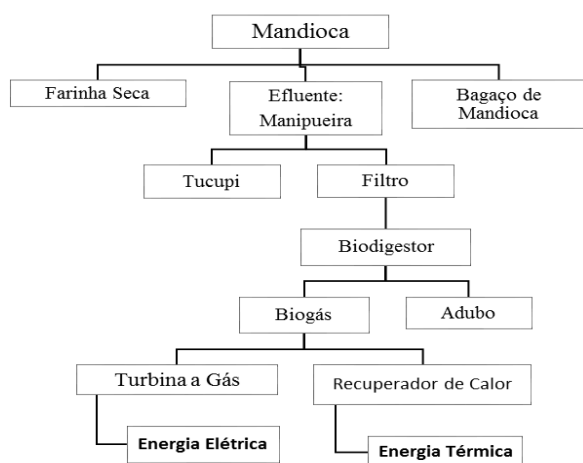 Mandioca
Farinha Seca
Efluente:
Manipueira
Bagaço de
Mandioca
Tucupi
Filtro
Biodigestor
Biogás
Adubo
Turbina a Gás
Recuperador de Calor
Energia Elétrica
Energia Térmica